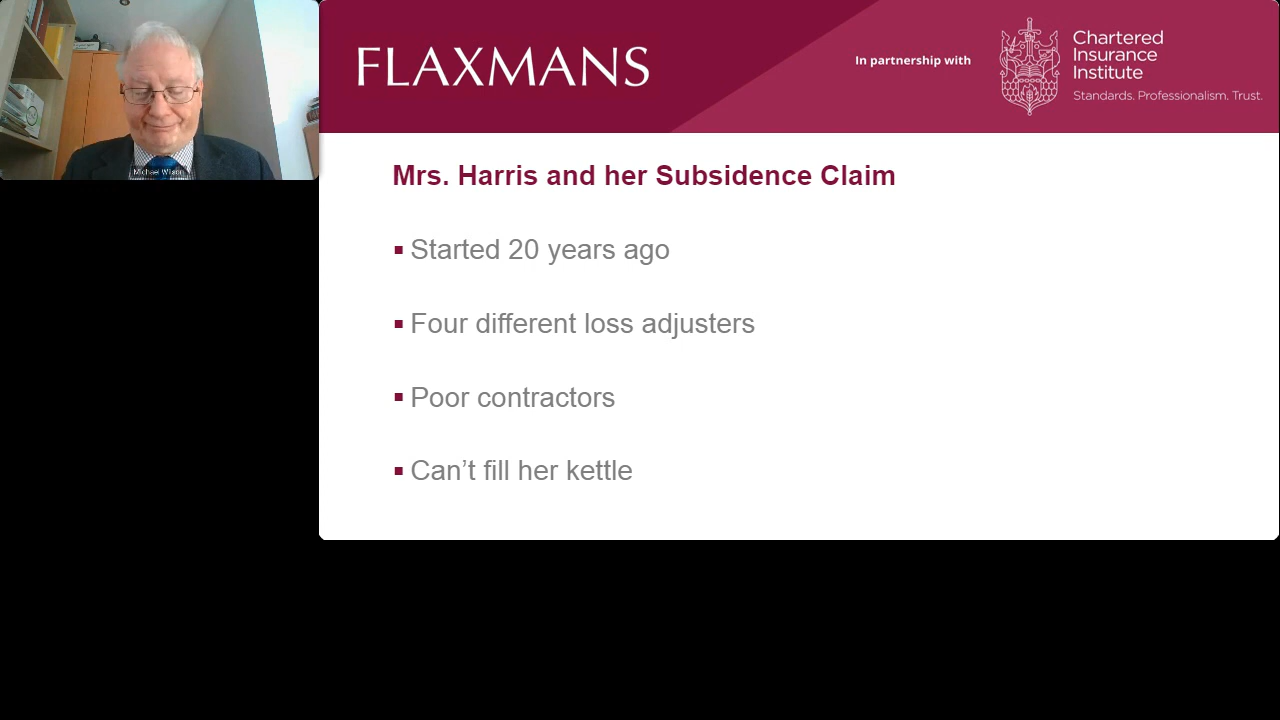 Michael Wilson
FLAXMANS
In partnership with
Chartered
Insurance
Institute
Standards. Professionalism. Trust.
Mrs. Harris and her Subsidence Claim
▪ Started 20 years ago
▪ Four different loss adjusters
▪ Poor contractors
▪ Can’t fill her kettle